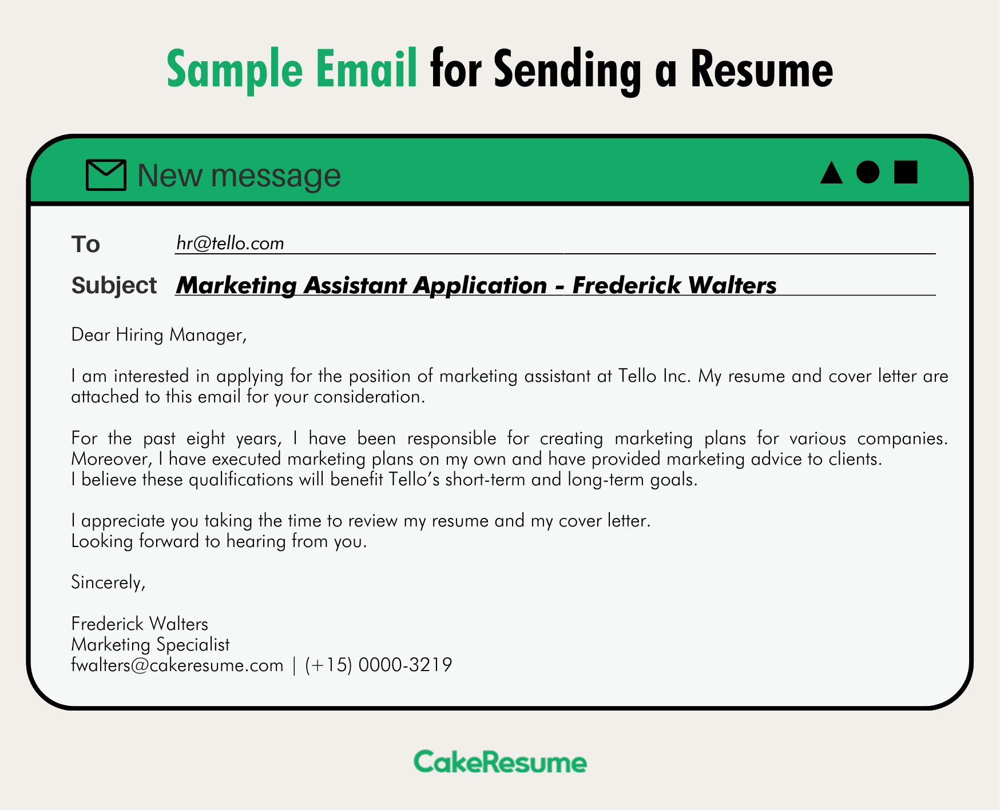 Sample Email for Sending a Resume
New message
To hr@tello.com
Subject Marketing Assistant Application - Frederick Walters
Dear Hiring Manager,
I am interested in applying for the position of marketing assistant at Tello Inc. My resume and cover letter are
attached to this email for your consideration.
For the past eight years, I have been responsible for creating marketing plans for various companies.
Moreover, I have executed marketing plans on my own and have provided marketing advice to clients.
I believe these qualifications will benefit Tello’s short-term and long-term goals.
I appreciate you taking the time to review my resume and my cover letter.
Looking forward to hearing from you.
Sincerely,
Frederick Walters
Marketing Specialist
fwalters@cakeresume.com | (+15) 0000-3219
CakeResume